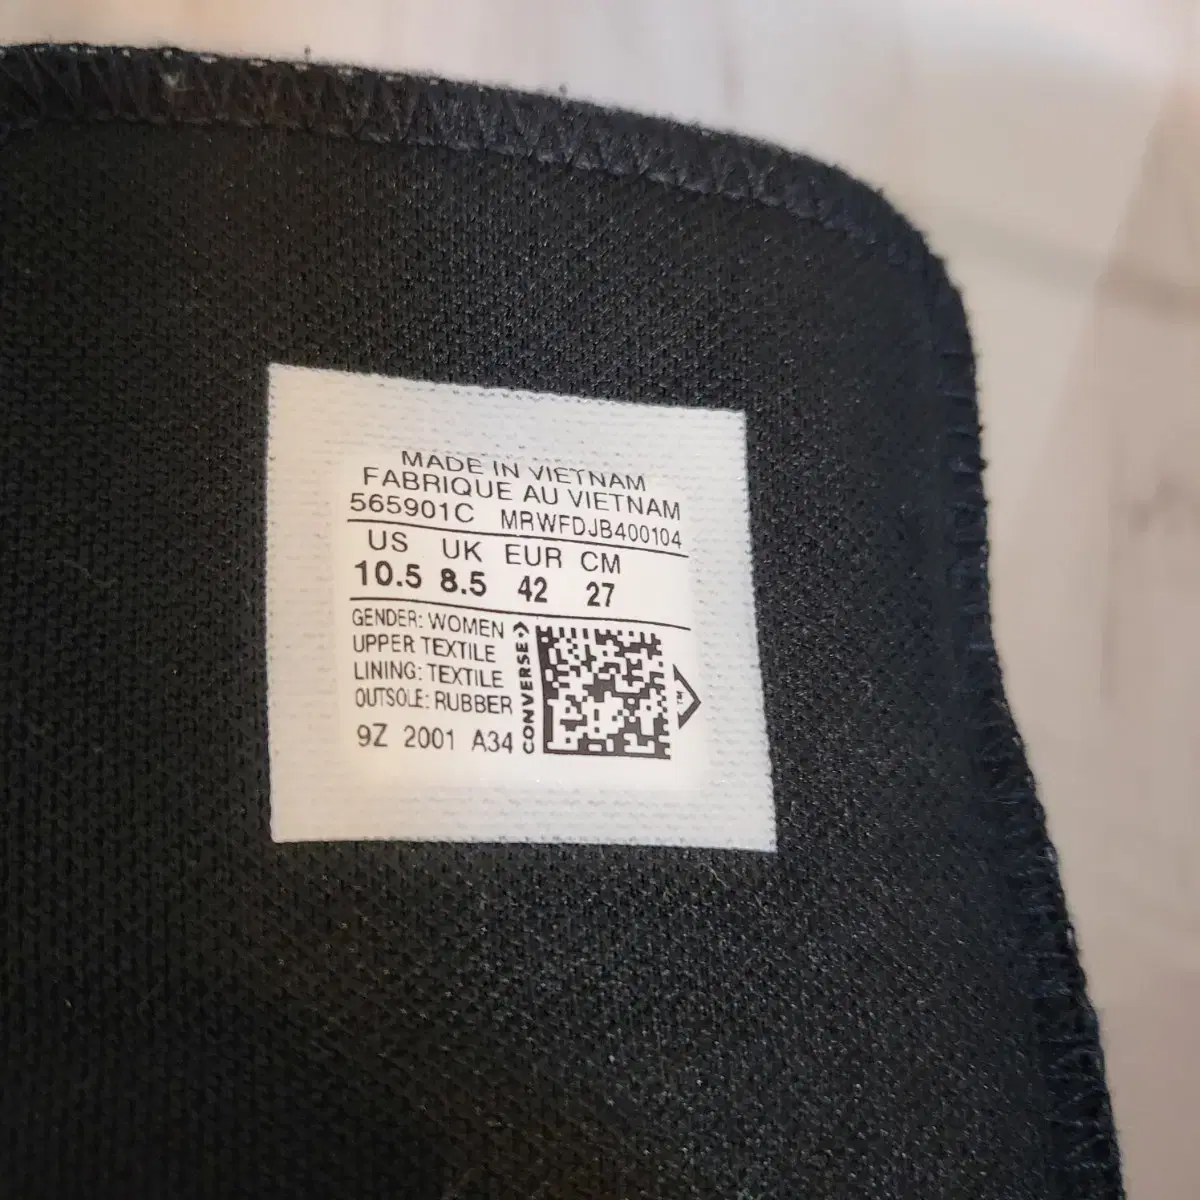 MADE IN VIETNAM
FABRIQUE AU VIETNAM
565901C MRWFDJB400104
US UK EUR CM
10.5 8.5 42 27
GENDER: WOMEN
UPPER TEXTILE
LINING: TEXTILE
OUTSOLE: RUBBER
9Z 2001 A34
CONVERSE
TM